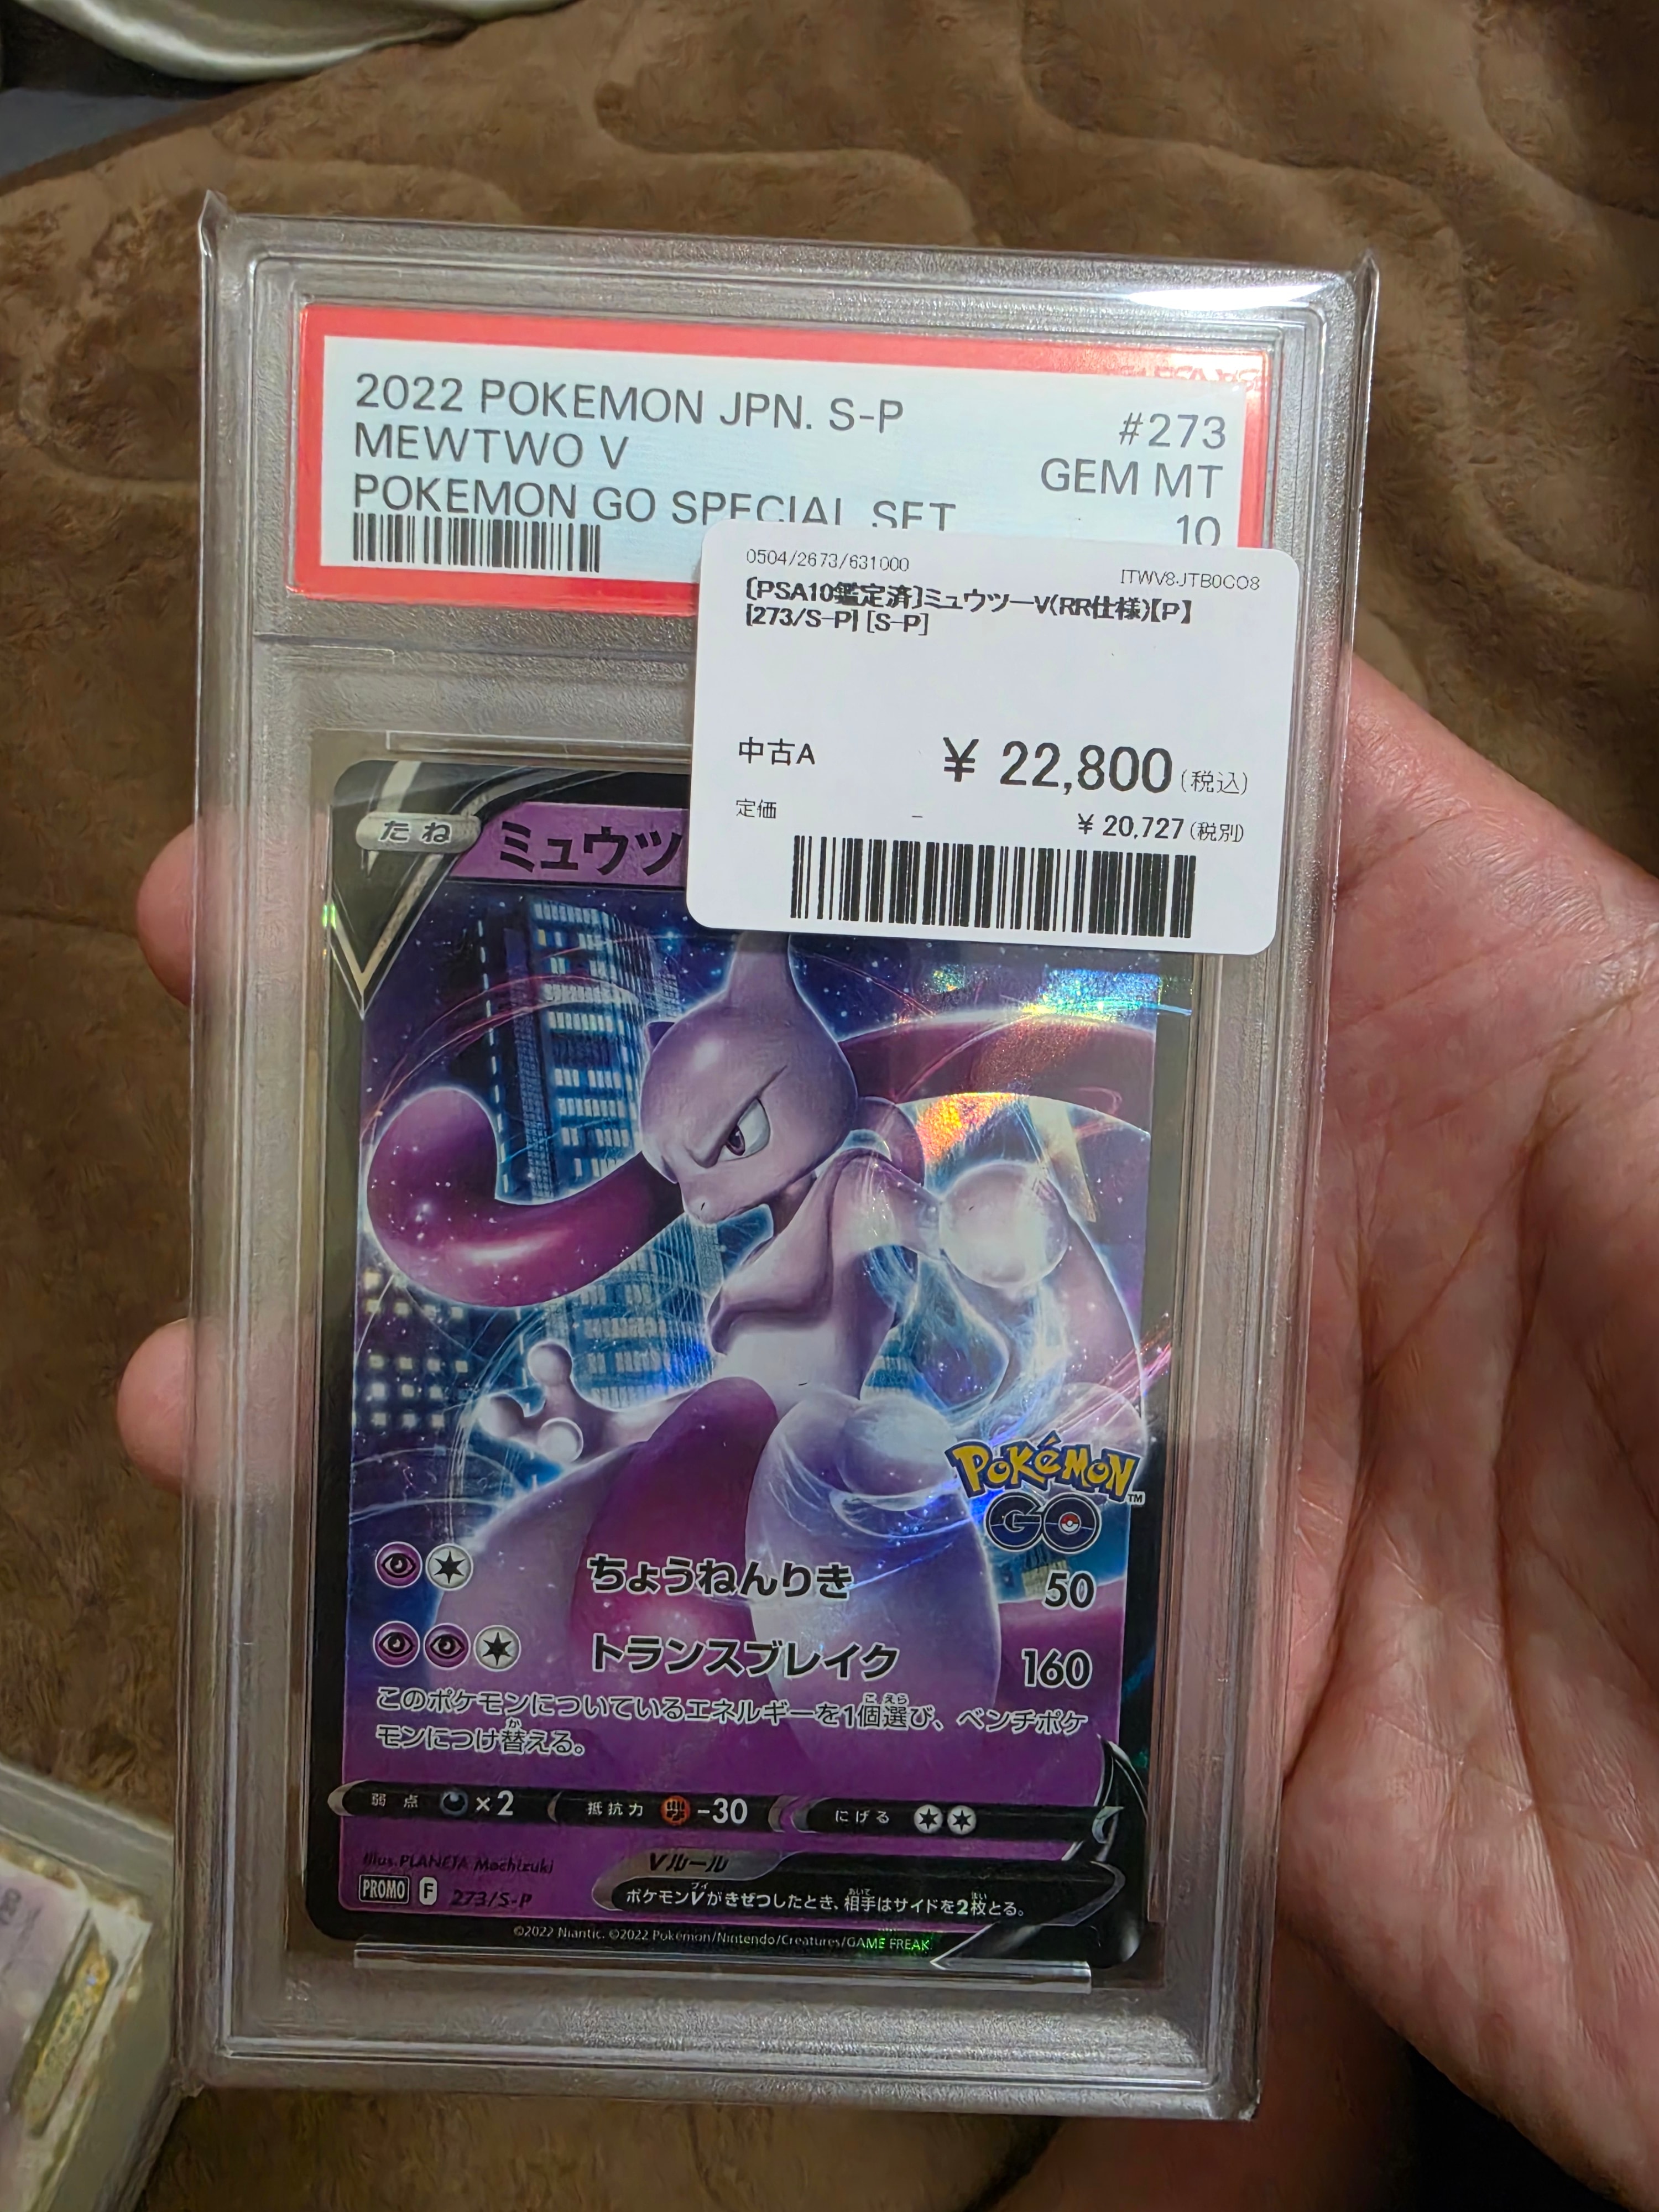 2022 POKEMON JPN. S-P
#273
MEWTWO V
GEM MT
POKEMON GO SPECIAL SET
10
0504/2673/631000
ITWV8JTB0CO8
〔PSA10鑑定済〕ミュウツーV(RR仕様)【P】
{273/S-P} [S-P]
中古A
¥ 22,800(税込)
定価
–
¥ 20,727(税別)
たね
ミュウツ
POKéMON™
GO
ちょうねんりき
50
トランスブレイク
160
このポケモンについているエネルギーを1個選び、ベンチポケ
モンにつけ替える。
弱点 ×2
抵抗力 -30
にげる
illus. PLANETA Mochizuki
Vルール
PROMO F 273/S-P
ポケモンVがきぜつしたとき、相手はサイドを2枚とる。
©2022 Niantic. ©2022 Pokémon/Nintendo/Creatures/GAME FREAK.